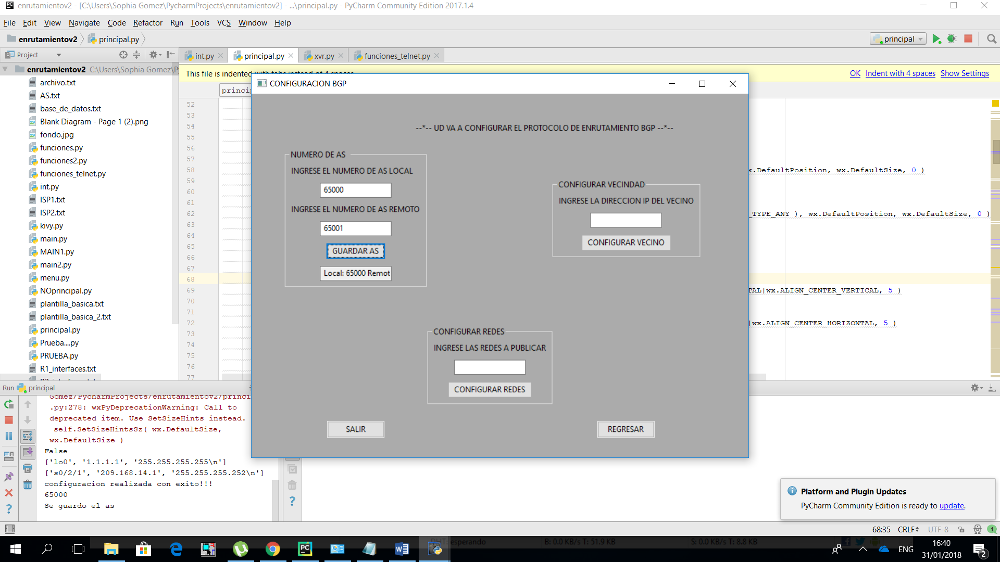 enrutamientov2 - [C:\Users\Sophia Gomez\PycharmProjects\enrutamientov2] - ...\principal.py - PyCharm Community Edition 2017.1.4
File Edit View Navigate Code Refactor Run Tools VCS Window Help
enrutamientov2 principal.py
principal
Project
int.py principal.py xvr.py funciones_telnet.py
enrutamientov2 C:\Users\Sophia Gomez\P
This file is indented with tabs instead of 4 spaces
OK Indent with 4 spaces Show Settings
archivo.txt
AS.txt
base_de_datos.txt
Blank Diagram - Page 1 (2).png
fondo.jpg
funciones.py
funciones2.py
funciones_telnet.py
int.py
ISP1.txt
ISP2.txt
kivy.py
main.py
MAIN1.py
main2.py
menu.py
NOprincipal.py
plantilla_basica.txt
plantilla_basica_2.txt
principal.py
Prueba....py
PRUEBA.py
R1_interfaces.txt
princip
52
53
54
55
56
57
58
59
60
61
62
63
64
65
66
67
68
69
70
71
72
73
74
75
76
77
x.DefaultPosition, wx.DefaultSize, 0 )
_TYPE_ANY ), wx.DefaultPosition, wx.DefaultSize, 0 )
TAL|wx.ALIGN_CENTER_VERTICAL, 5 )
|wx.ALIGN_CENTER_HORIZONTAL, 5 )
CONFIGURACION BGP
--*-- UD VA A CONFIGURAR EL PROTOCOLO DE ENRUTAMIENTO BGP --*--
NUMERO DE AS
INGRESE EL NUMERO DE AS LOCAL
65000
INGRESE EL NUMERO DE AS REMOTO
65001
GUARDAR AS
Local: 65000 Remot
CONFIGURAR VECINDAD
INGRESE LA DIRECCION IP DEL VECINO
CONFIGURAR VECINO
CONFIGURAR REDES
INGRESE LAS REDES A PUBLICAR
CONFIGURAR REDES
SALIR
REGRESAR
Run principal
Gomez/PycharmProjects/enrutamientov2/princi
.py:278: wxPyDeprecationWarning: Call to
deprecated item. Use SetSizeHints instead.
self.SetSizeHintsSz( wx.DefaultSize,
wx.DefaultSize )
False
['lo0', '1.1.1.1', '255.255.255.255\n']
['s0/2/1', '209.168.14.1', '255.255.255.252\n']
configuracion realizada con exito!!!
65000
Se guardo el as
Platform and Plugin Updates
PyCharm Community Edition is ready to update.
68:35 CRLF UTF-8 1
DHT: esperando B: 0.0 KB/s T: 51.9 KB S: 0.0 KB/s T: 8.8 KB
ENG
16:40
31/01/2018
2